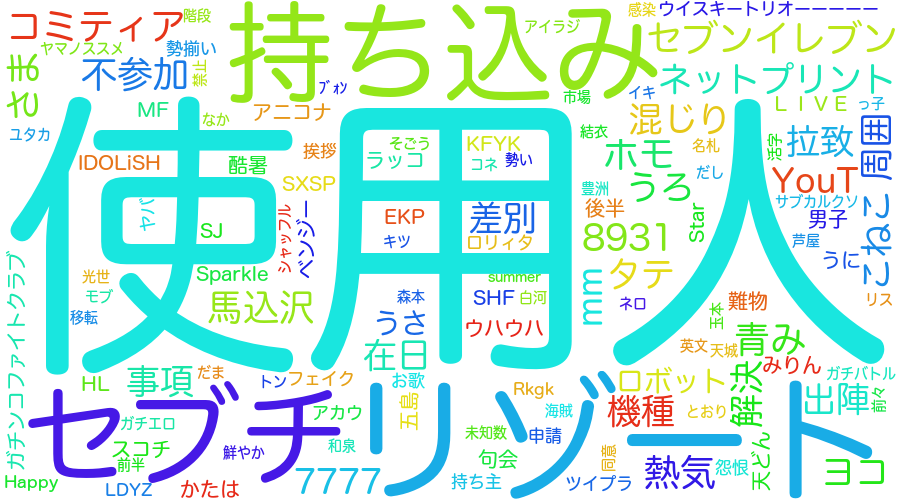 コミティア
階段
ヤマノススメ
勢揃い
さま
不参加
禁止
MF
ユタカ
なか
アニコナ
持ち込み
ブォン
アイラジ
感染
ウイスキートリオーーーーー
セブンイレブン
ネットプリント
市場
イキ
LIVE
っ子
混じり
名札
結衣
活字
拉致
周囲
IDOLiSH
酷暑
挨拶
そごう
ラッコ
KFYK
コネ
勢い
ホモ
だし
SXSP
豊洲
うろ
YouT
サブカルクソ
ヤバ
使用人
SJ
シャッフル
ベンジー
EKP
差別
キツ
ロリィタ
後半
8931
Star
男子
芦屋
うに
こねこ
Sparkle
光世
モブ
移転
馬込沢
summer
森本
SHF
白河
mm
タテ
ネロ
難物
リス
うさ
ウハウハ
玉本
青み
英文
天城
みりん
ガチンコファイトクラブ
HL
事項
だま
トン
フェイク
在日
お歌
Rkgk
ロボット
解決
ガチバトル
出陣
前々
セブチ
リゾート
ガチエロ
アカウ
五島
海賊
機種
とおり
スコチ
前半
鮮やか
和泉
未知数
申請
句会
同意
熱気
怨恨
天どん
ヨコ
Happy
LDYZ
かたは
7777
持ち主
ツイプラ